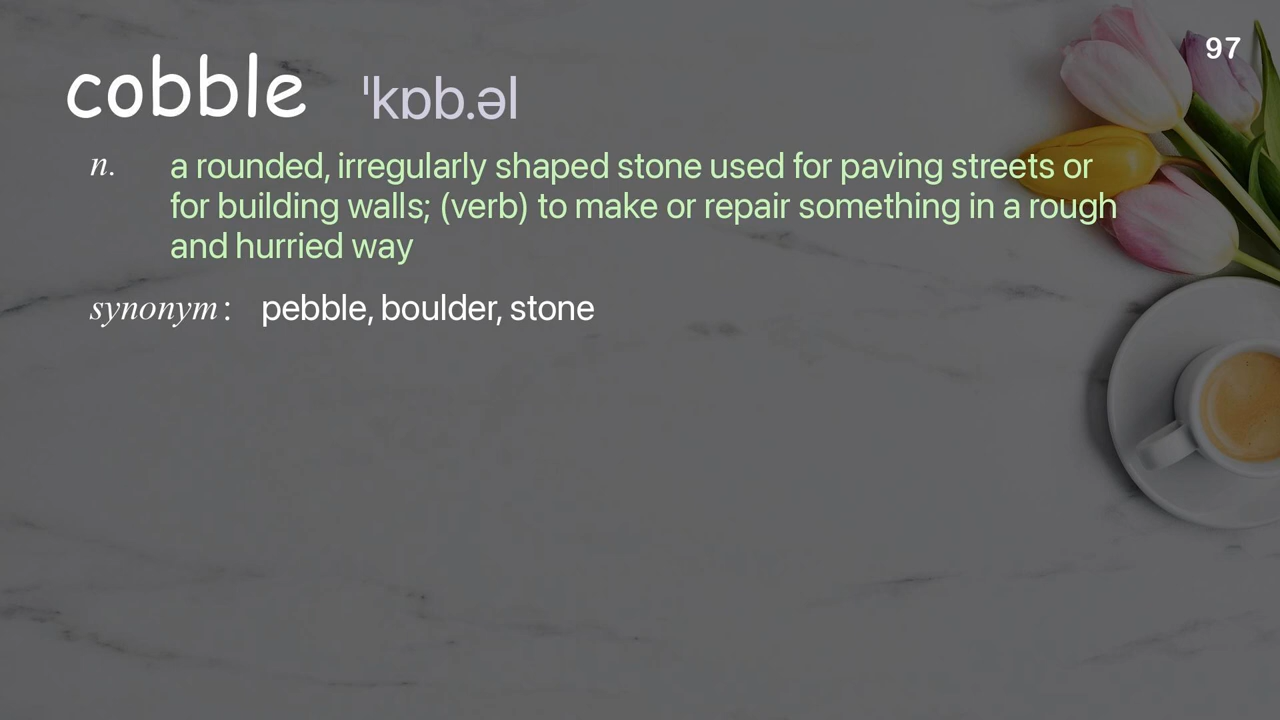 97
cobble ˈkɒb.əl
n. a rounded, irregularly shaped stone used for paving streets or
for building walls; (verb) to make or repair something in a rough
and hurried way
synonym: pebble, boulder, stone